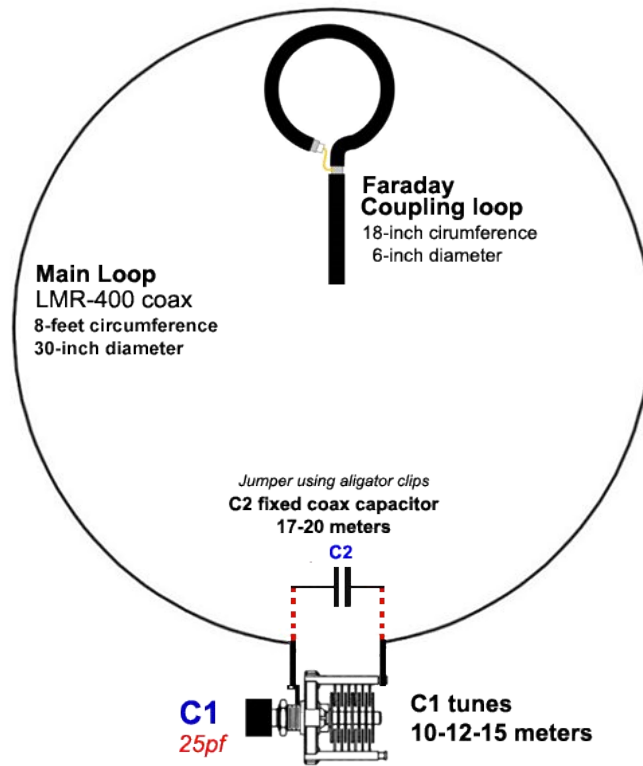 Faraday
Coupling loop
18-inch cirumference
6-inch diameter
Main Loop
LMR-400 coax
8-feet circumference
30-inch diameter
Jumper using aligator clips
C2 fixed coax capacitor
17-20 meters
C2
C1
25pf
C1 tunes
10-12-15 meters